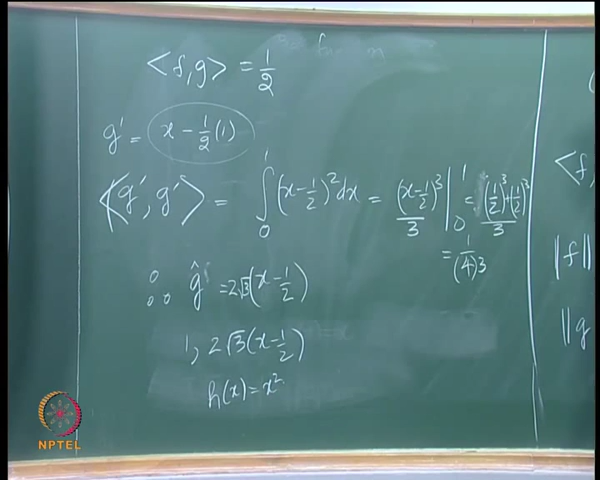 <f,g> = 1/2
g' = x - 1/2(1)
<g', g'> = ∫₀¹ (x - 1/2)² dx = (x - 1/2)³/3 |₀¹ = ((1/2)³ + (1/2)³)/3
= 1/(4)3
∴ ĝ = 2√3(x - 1/2)
1, 2√3(x - 1/2)
h(x) = x²
<f,
||f||
||g
NPTEL